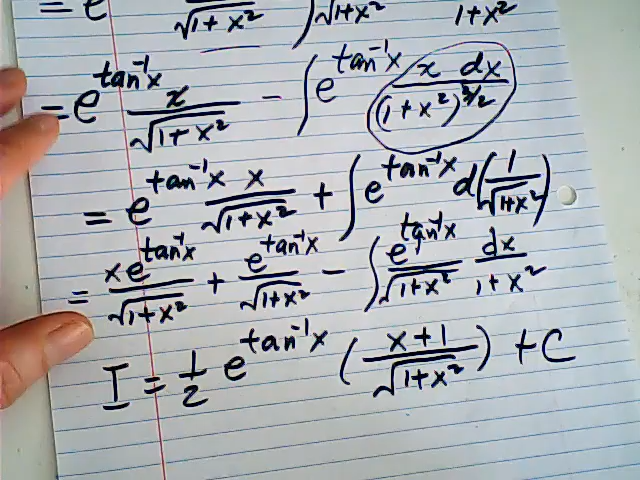 = e √1+x² √1+x² 1+x²
= e^tan⁻¹x x/√1+x² − ∫ e^tan⁻¹x x dx/(1+x²)^3/2
= e^tan⁻¹x x/√1+x² + ∫ e^tan⁻¹x d(1/√1+x²)
= xe^tan⁻¹x/√1+x² + e^tan⁻¹x/√1+x² − ∫ e^tan⁻¹x/√1+x² dx/1+x²
I = 1/2 e^tan⁻¹x (x+1/√1+x²) + C